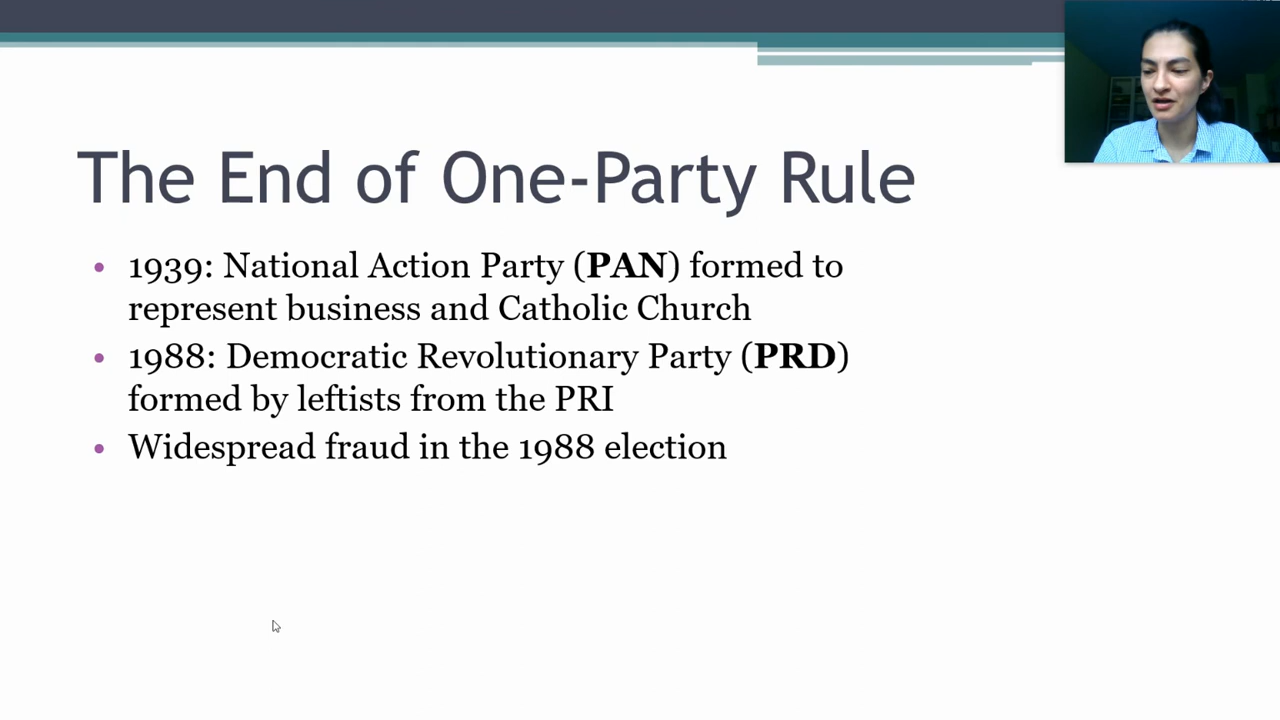 The End of One-Party Rule
• 1939: National Action Party (PAN) formed to
represent business and Catholic Church
• 1988: Democratic Revolutionary Party (PRD)
formed by leftists from the PRI
• Widespread fraud in the 1988 election